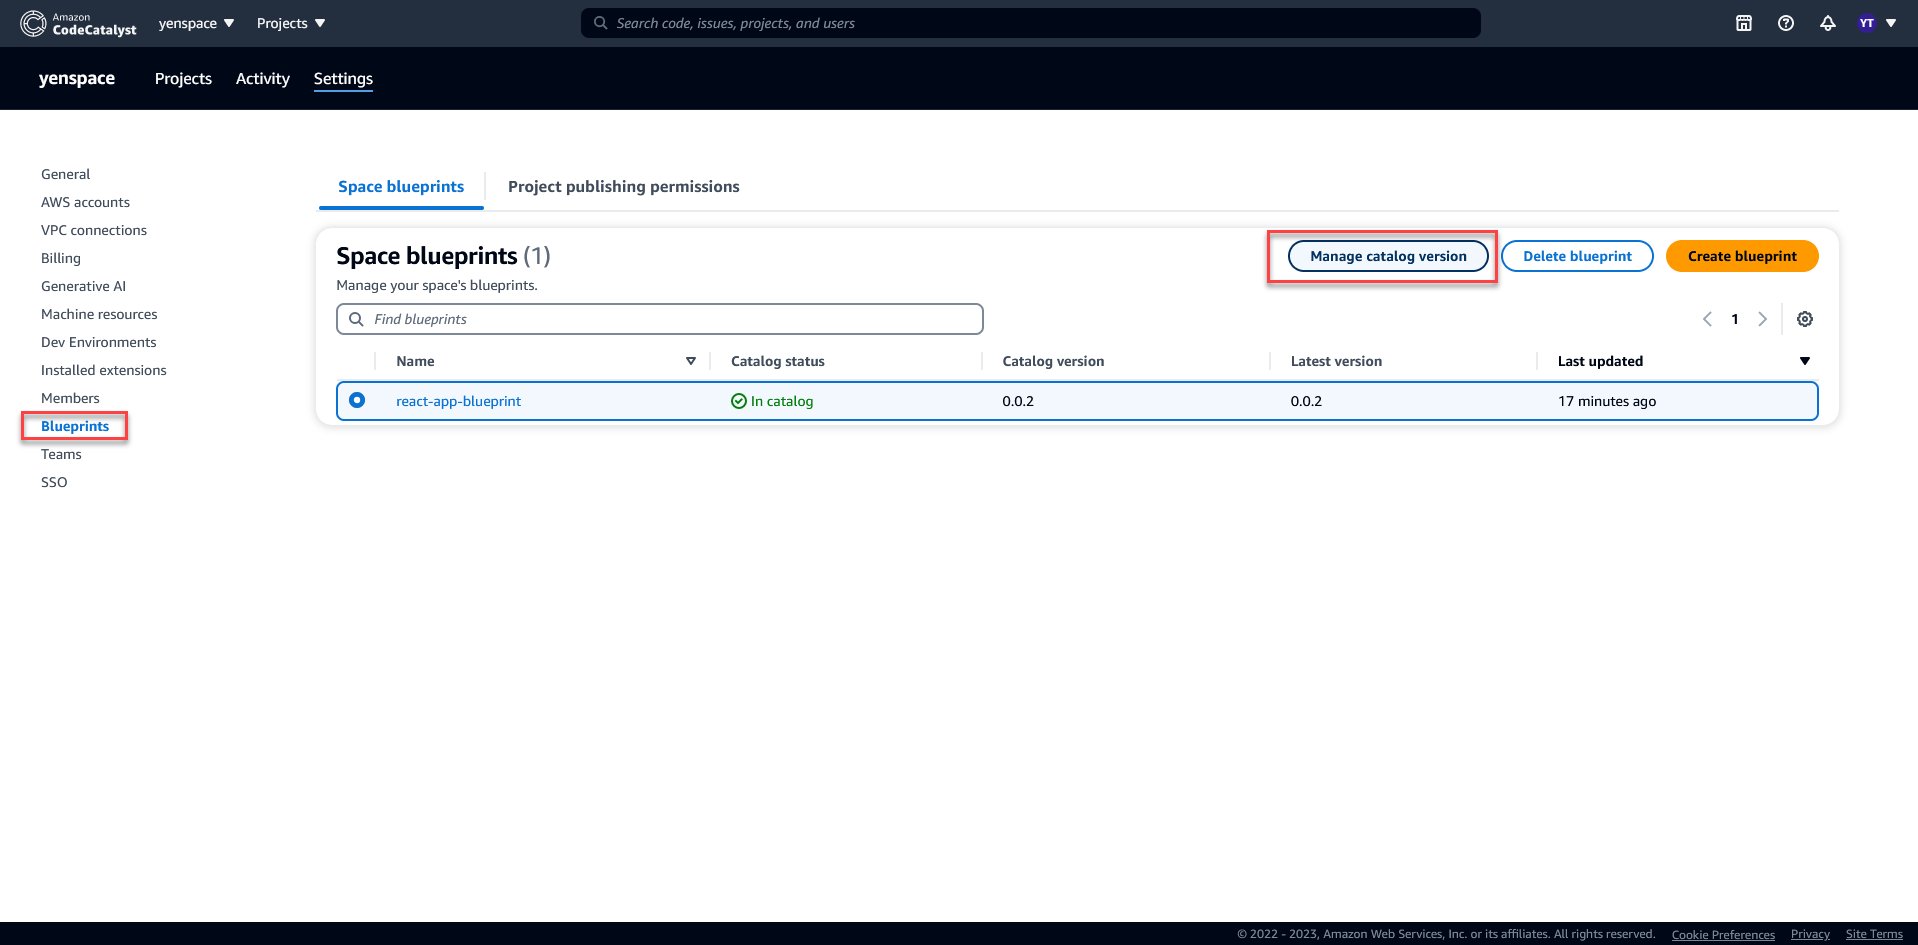 Amazon
CodeCatalyst
yenspace
Projects
Search code, issues, projects, and users
YT
yenspace
Projects
Activity
Settings
General
AWS accounts
VPC connections
Billing
Generative AI
Machine resources
Dev Environments
Installed extensions
Members
Blueprints
Teams
SSO
Space blueprints
Project publishing permissions
Space blueprints (1)
Manage your space's blueprints.
Manage catalog version
Delete blueprint
Create blueprint
Find blueprints
1
Name
Catalog status
Catalog version
Latest version
Last updated
react-app-blueprint
In catalog
0.0.2
0.0.2
17 minutes ago
© 2022 - 2023, Amazon Web Services, Inc. or its affiliates. All rights reserved.
Cookie Preferences
Privacy
Site Terms